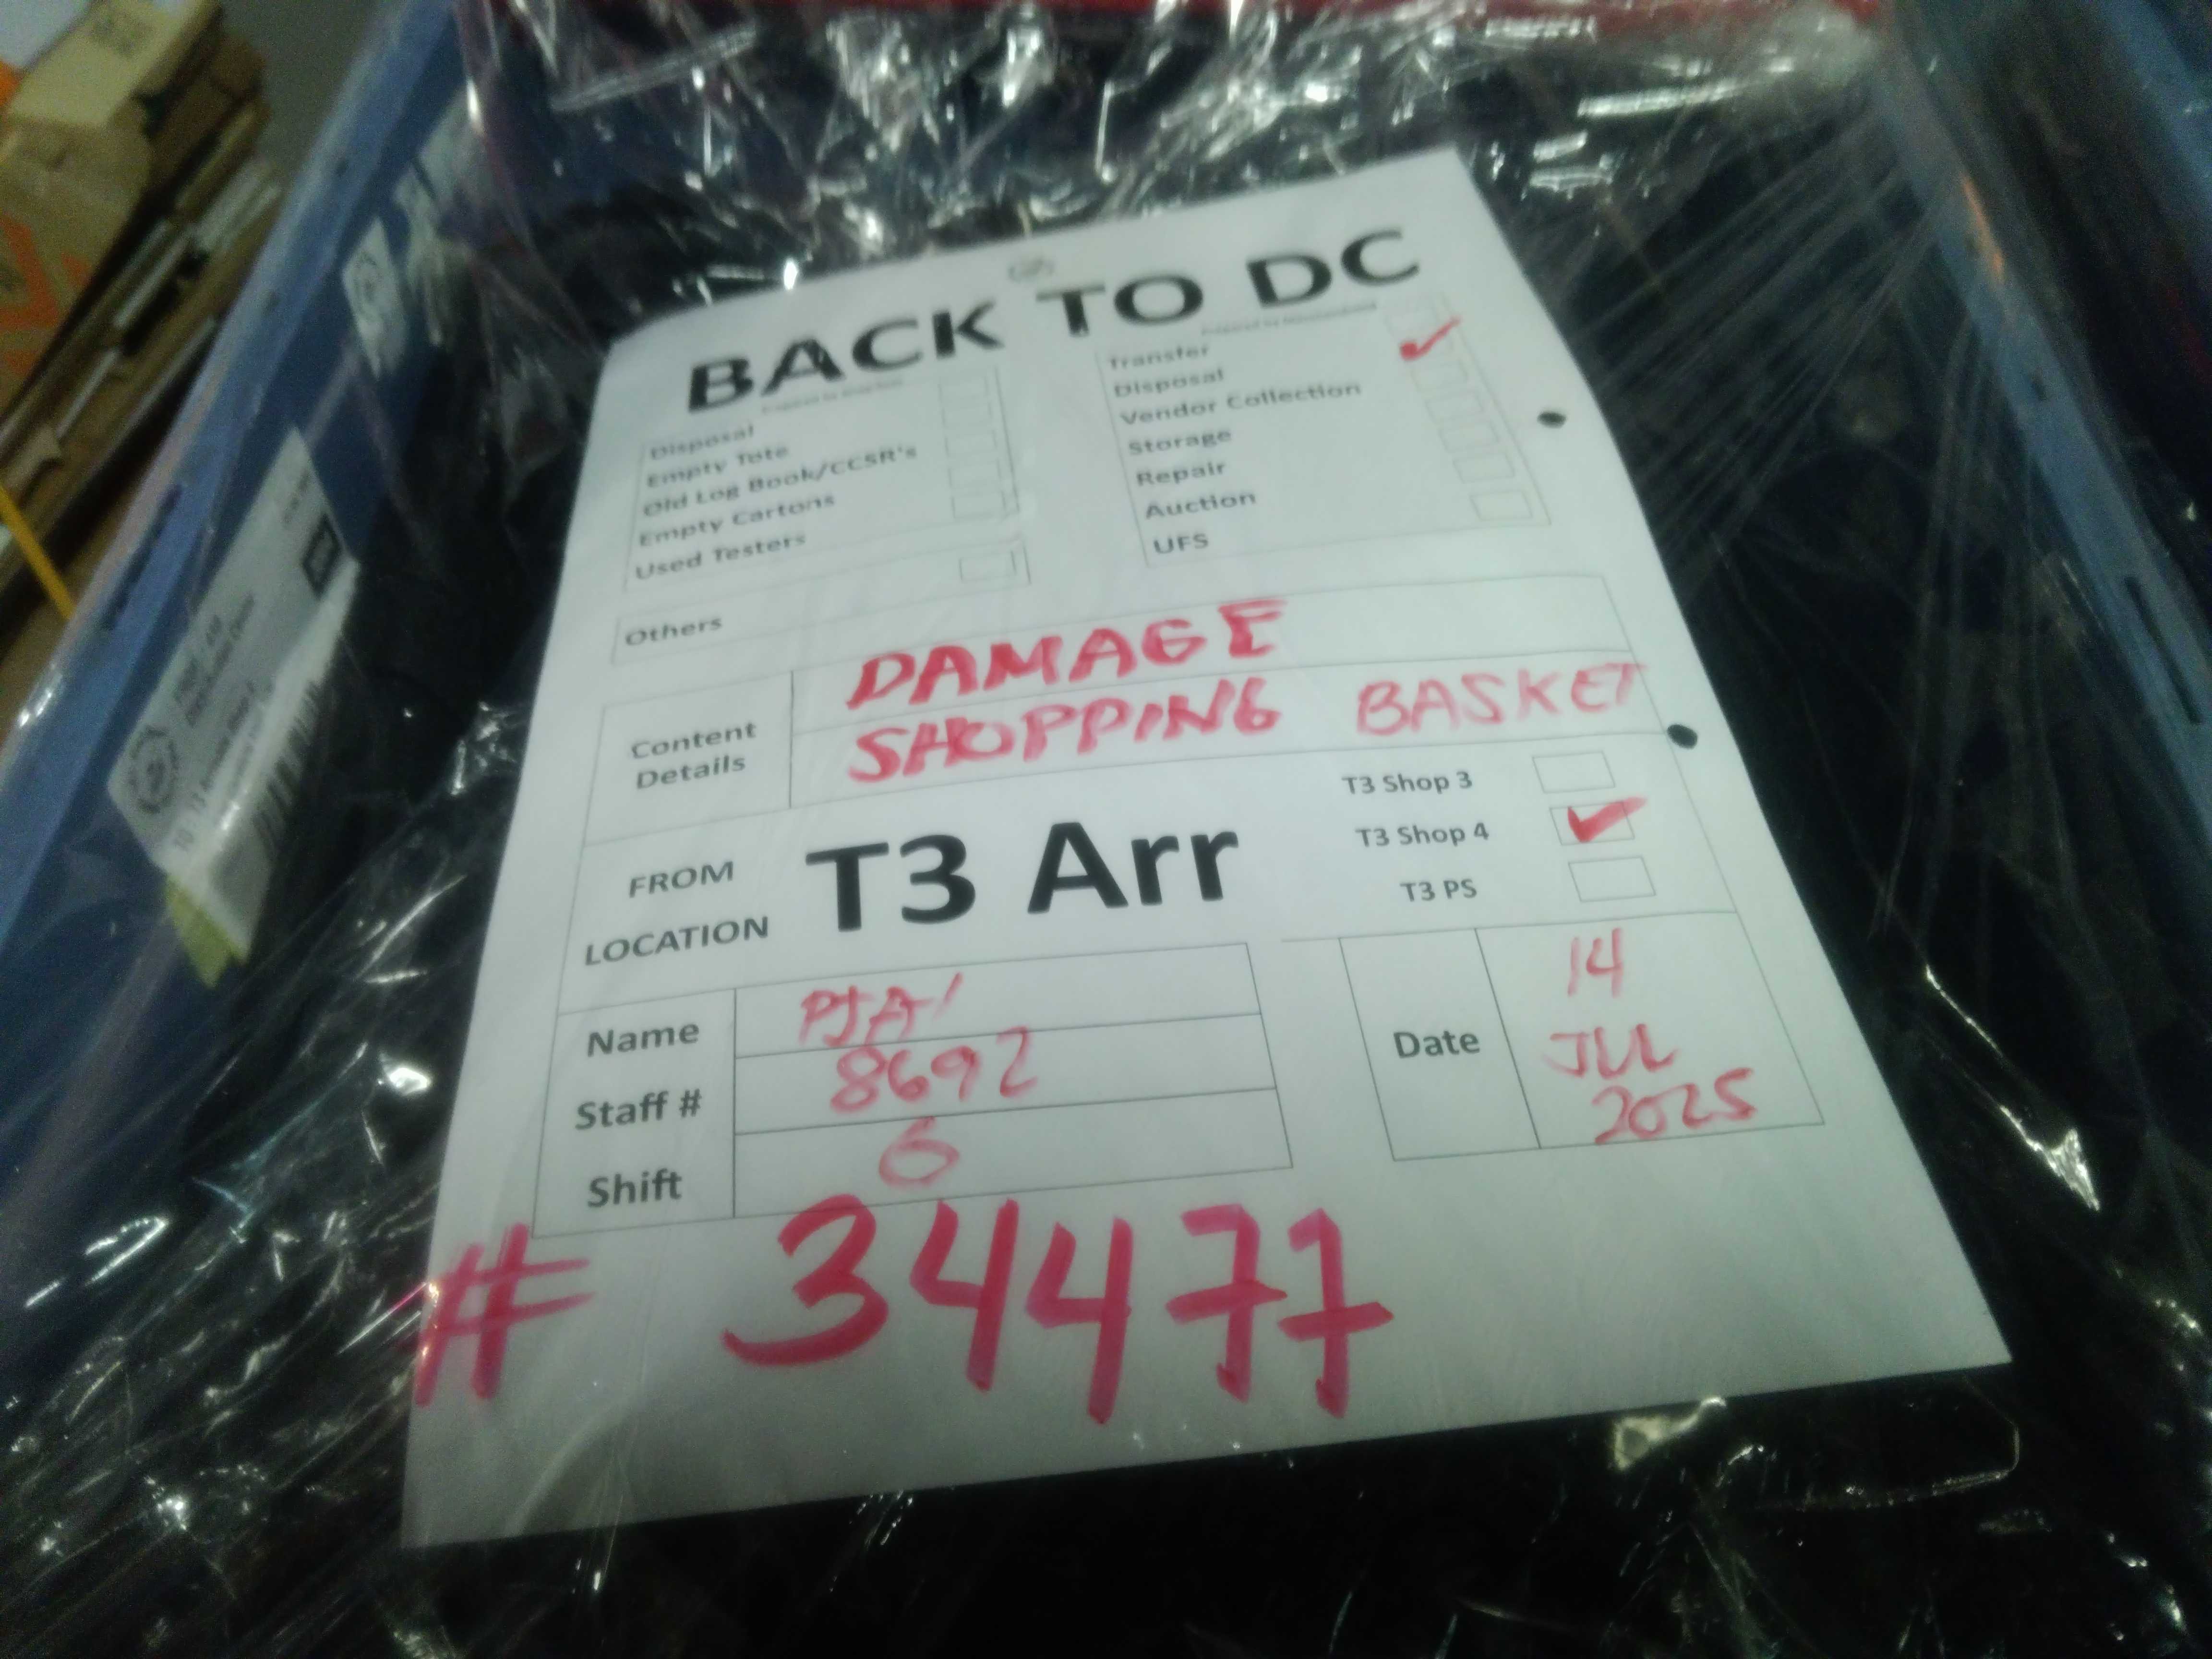 BACK TO DC
Disposal
Empty Tote
Old Log Book/CCSR's
Empty Cartons
Used Testers
Others
Transfer
Disposal
Vendor Collection
Storage
Repair
Auction
UFS
Content Details
DAMAGE
SHOPPING BASKET
FROM LOCATION
T3 Arr
T3 Shop 3
T3 Shop 4
T3 PS
Name
Staff # 8692
Shift 6
Date
14
JUL
2025
# 34477